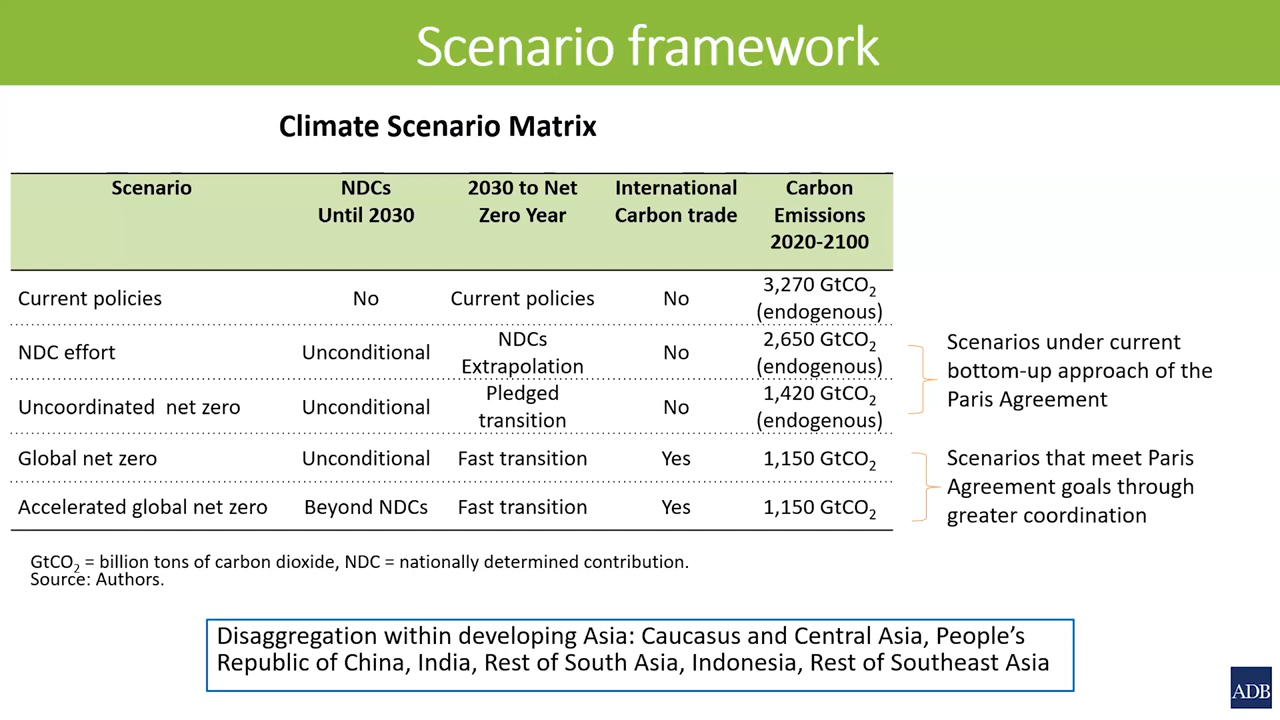 Scenario framework
Climate Scenario Matrix
Scenario
NDCs
Until 2030
2030 to Net
Zero Year
International
Carbon trade
Carbon
Emissions
2020-2100
Current policies
No
Current policies
No
3,270 GtCO₂
(endogenous)
NDC effort
Unconditional
NDCs
Extrapolation
No
2,650 GtCO₂
(endogenous)
Uncoordinated net zero
Unconditional
Pledged
transition
No
1,420 GtCO₂
(endogenous)
Scenarios under current
bottom-up approach of the
Paris Agreement
Global net zero
Unconditional
Fast transition
Yes
1,150 GtCO₂
Accelerated global net zero
Beyond NDCs
Fast transition
Yes
1,150 GtCO₂
Scenarios that meet Paris
Agreement goals through
greater coordination
GtCO₂ = billion tons of carbon dioxide, NDC = nationally determined contribution.
Source: Authors.
Disaggregation within developing Asia: Caucasus and Central Asia, People’s
Republic of China, India, Rest of South Asia, Indonesia, Rest of Southeast Asia
ADB